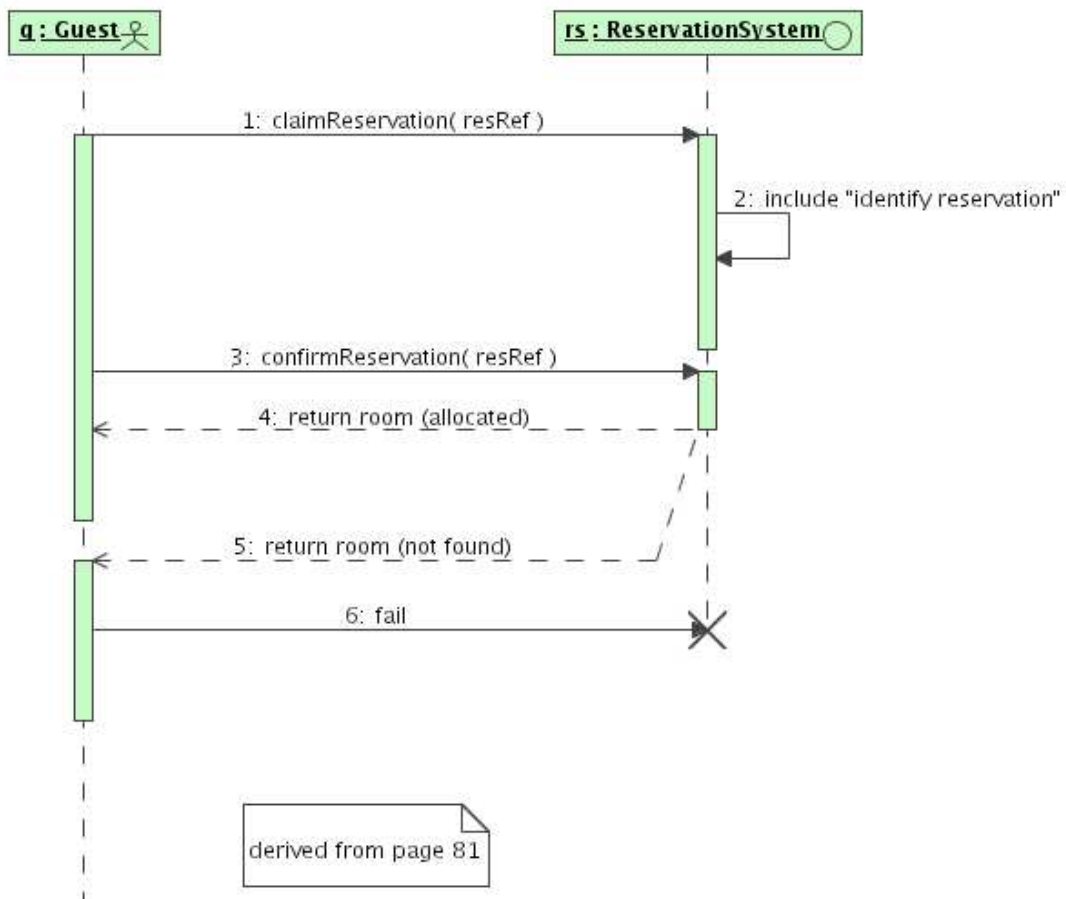 g : Guest
rs : ReservationSystem
1: claimReservation( resRef )
2: include "identify reservation"
3: confirmReservation( resRef )
4: return room (allocated)
5: return room (not found)
6: fail
derived from page 81